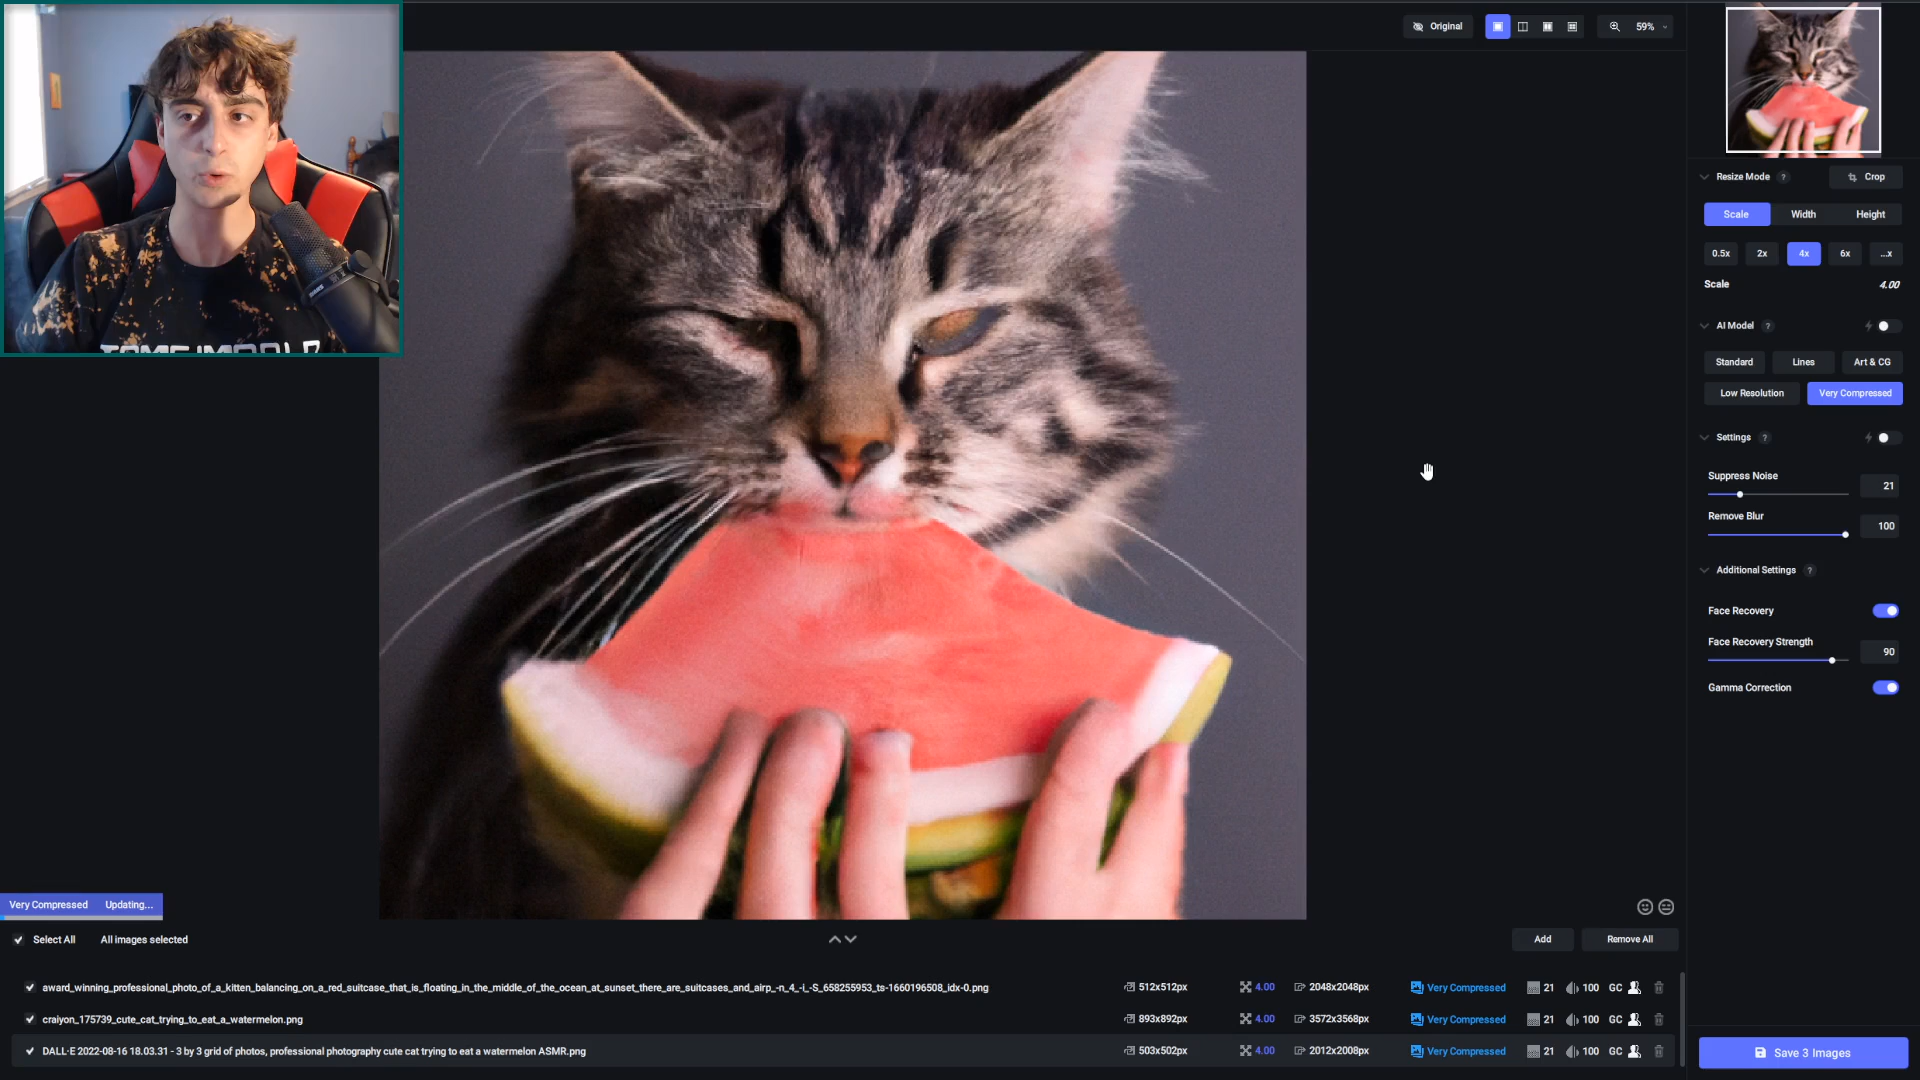 Original
59%
Resize Mode ?
Crop
Scale Width Height
0.5x 2x 4x 6x ...x
Scale 4.00
AI Model ?
Standard Lines Art & CG
Low Resolution Very Compressed
Settings ?
Suppress Noise 21
Remove Blur 100
Additional Settings ?
Face Recovery
Face Recovery Strength 90
Gamma Correction
Very Compressed Updating...
Select All All images selected
Add Remove All
award_winning_professional_photo_of_a_kitten_balancing_on_a_red_suitcase_that_is_floating_in_the_middle_of_the_ocean_at_sunset_there_are_suitcases_and_airp_-n_4_-i_-S_658255953_ts-1660196508_idx-0.png 512x512px 4.00 2048x2048px Very Compressed 21 100 GC
craiyon_175739_cute_cat_trying_to_eat_a_watermelon.png 893x892px 4.00 3572x3568px Very Compressed 21 100 GC
DALL·E 2022-08-16 18.03.31 - 3 by 3 grid of photos, professional photography cute cat trying to eat a watermelon ASMR.png 503x502px 4.00 2012x2008px Very Compressed 21 100 GC
Save 3 Images